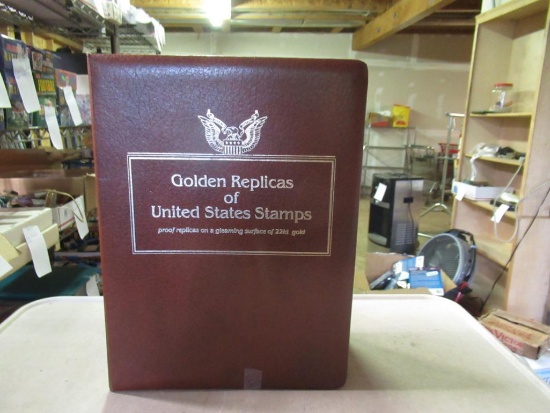 Golden Replicas
of
United States Stamps
proof replicas on a gleaming surface of 22kt gold